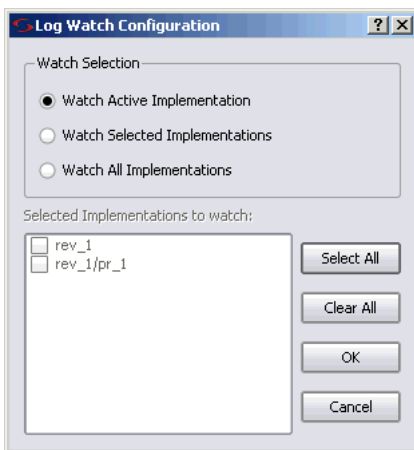 Log Watch Configuration
Watch Selection
Watch Active Implementation
Watch Selected Implementations
Watch All Implementations
Selected Implementations to watch:
rev_1
rev_1/pr_1
Select All
Clear All
OK
Cancel